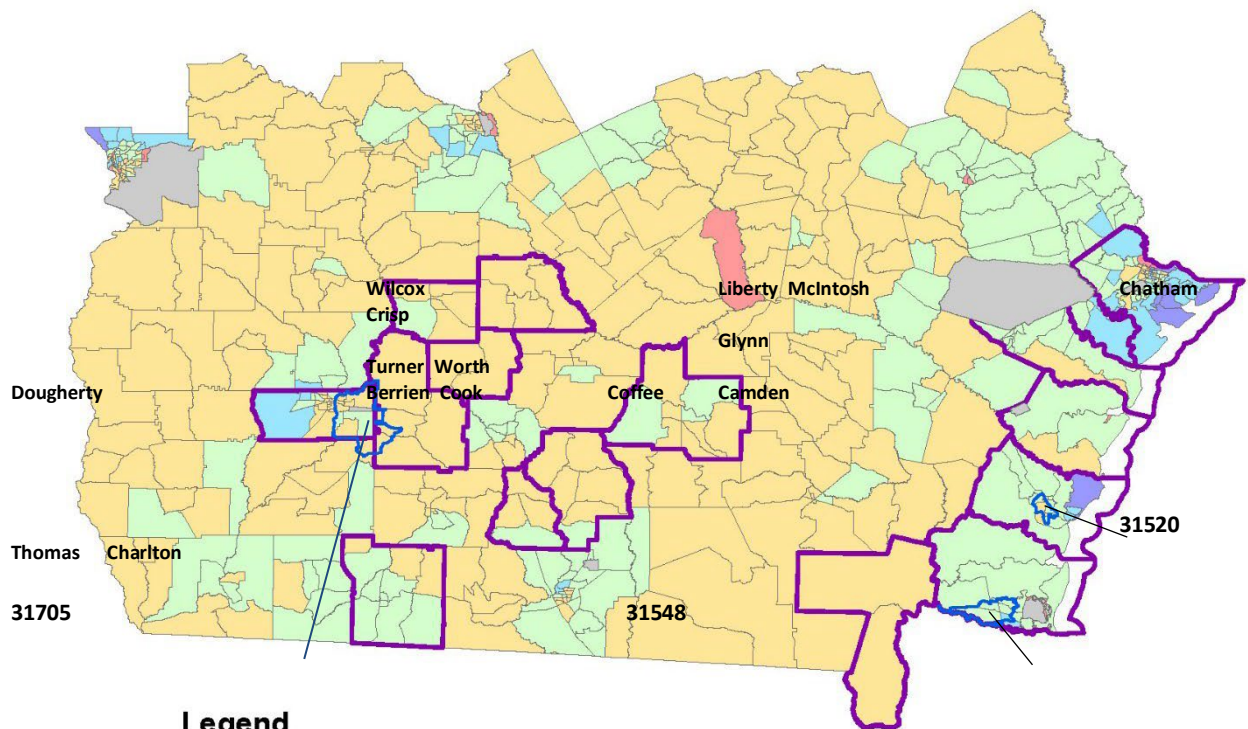 Wilcox Liberty McIntosh Chatham
Crisp
Glynn
Turner Worth
Dougherty Berrien Cook Coffee Camden
31520
Thomas Charlton
31705 31548
Legend